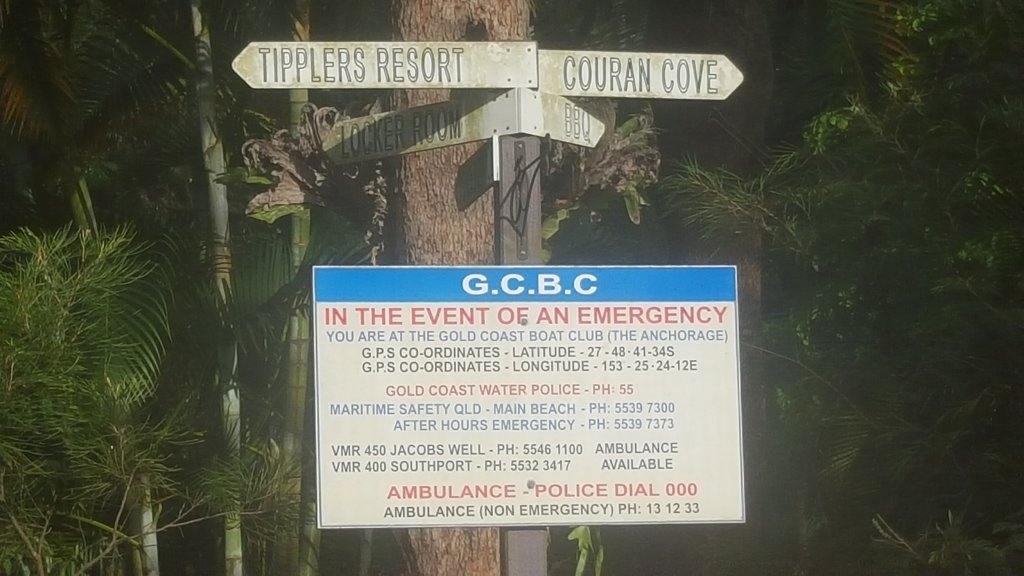 TIPPLERS RESORT
COURAN COVE
LOCKER ROOM
BBQ
G.C.B.C
IN THE EVENT OF AN EMERGENCY
YOU ARE AT THE GOLD COAST BOAT CLUB (THE ANCHORAGE)
G.P.S CO-ORDINATES - LATITUDE - 27 - 48·41-34S
G.P.S CO-ORDINATES - LONGITUDE - 153 - 25·24-12E
GOLD COAST WATER POLICE - PH: 55
MARITIME SAFETY QLD - MAIN BEACH - PH: 5539 7300
AFTER HOURS EMERGENCY - PH: 5539 7373
VMR 450 JACOBS WELL - PH: 5546 1100 AMBULANCE
VMR 400 SOUTHPORT - PH: 5532 3417 AVAILABLE
AMBULANCE - POLICE DIAL 000
AMBULANCE (NON EMERGENCY) PH: 13 12 33